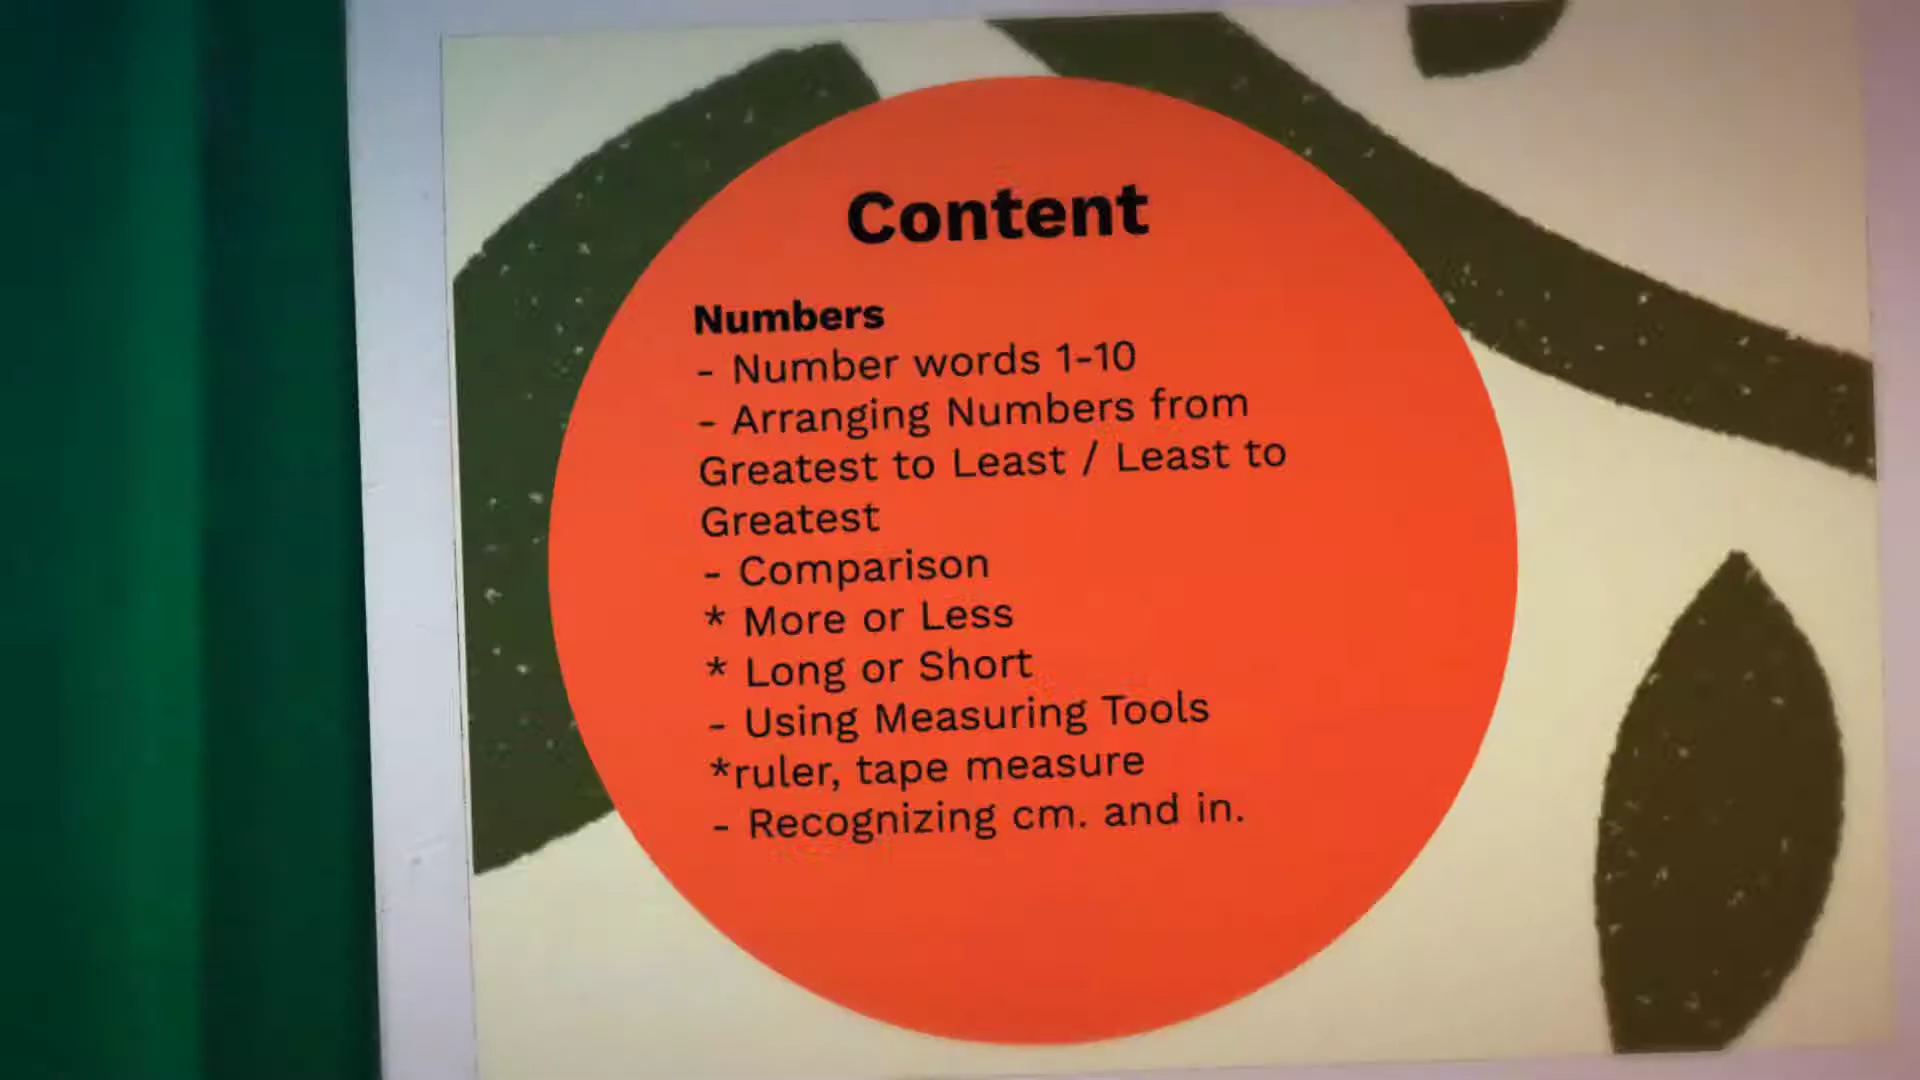 Content
Numbers
- Number words 1-10
- Arranging Numbers from
Greatest to Least / Least to
Greatest
- Comparison
* More or Less
* Long or Short
- Using Measuring Tools
*ruler, tape measure
- Recognizing cm. and in.